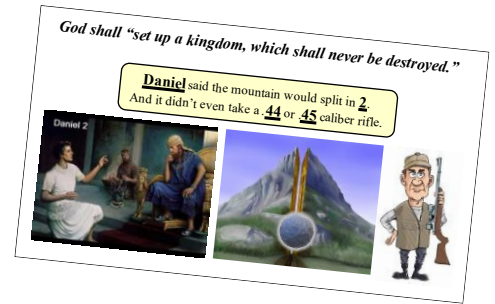 God shall “set up a kingdom, which shall never be destroyed.”
Daniel said the mountain would split in 2.
And it didn’t even take a .44 or .45 caliber rifle.
Daniel 2